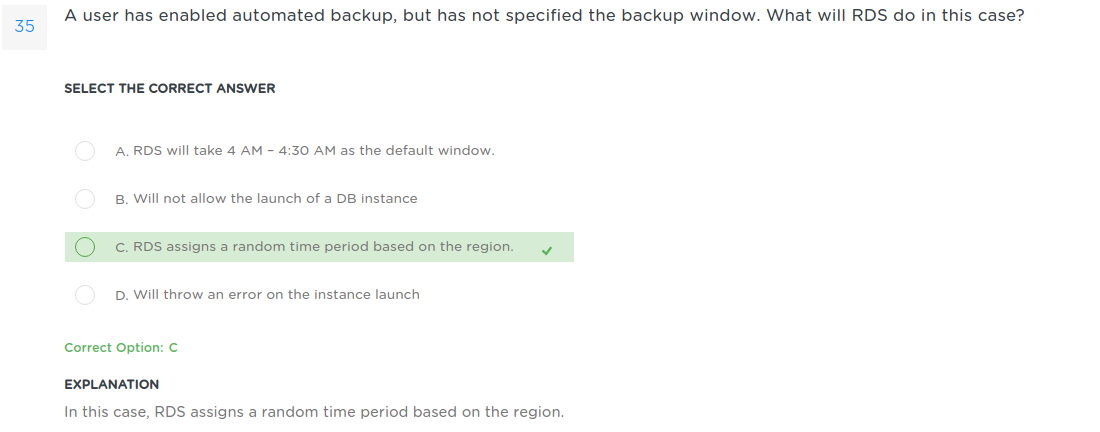 35
A user has enabled automated backup, but has not specified the backup window. What will RDS do in this case?
SELECT THE CORRECT ANSWER
A. RDS will take 4 AM – 4:30 AM as the default window.
B. Will not allow the launch of a DB instance
C. RDS assigns a random time period based on the region.
D. Will throw an error on the instance launch
Correct Option: C
EXPLANATION
In this case, RDS assigns a random time period based on the region.